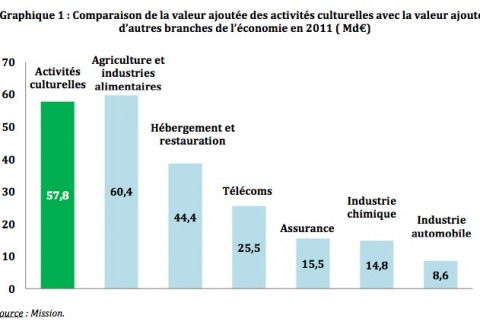 Graphique 1 : Comparaison de la valeur ajoutée des activités culturelles avec la valeur ajouté
d'autres branches de l'économie en 2011 ( Md€)
70
60
50
40
30
20
10
0
Activités
culturelles
57,8
Agriculture et
industries
alimentaires
60,4
Hébergement et
restauration
44,4
Télécoms
25,5
Assurance
15,5
Industrie
chimique
14,8
Industrie
automobile
8,6
ource : Mission.